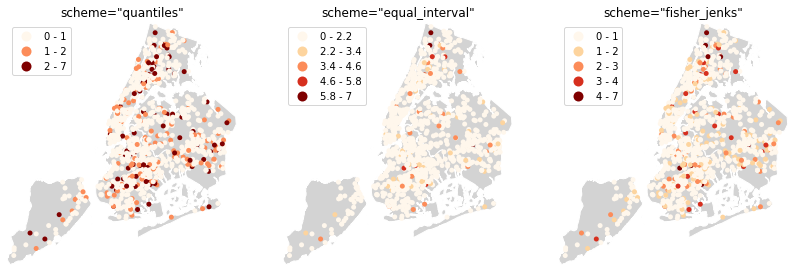 scheme="quantiles"
0 - 1
1 - 2
2 - 7
scheme="equal_interval"
0 - 2.2
2.2 - 3.4
3.4 - 4.6
4.6 - 5.8
5.8 - 7
scheme="fisher_jenks"
0 - 1
1 - 2
2 - 3
3 - 4
4 - 7